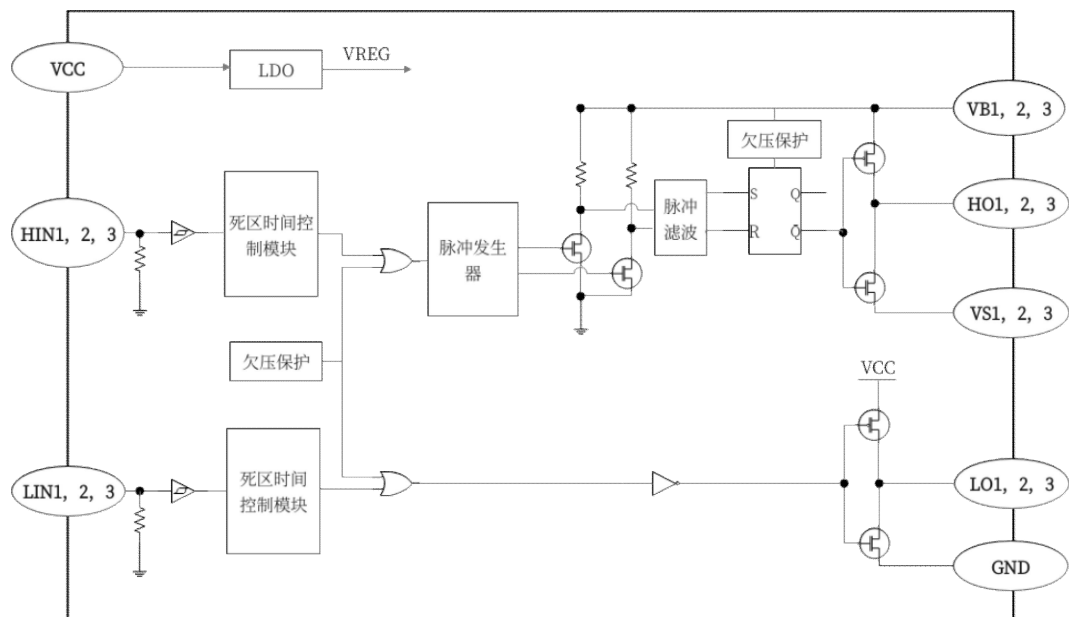 VCC
LDO
VREG
VB1, 2, 3
欠压保护
HIN1, 2, 3
死区时间控
制模块
脉冲发生
器
脉冲
滤波
S
Q
R
Q̅
HO1, 2, 3
VS1, 2, 3
欠压保护
VCC
LIN1, 2, 3
死区时间
控制模块
LO1, 2, 3
GND